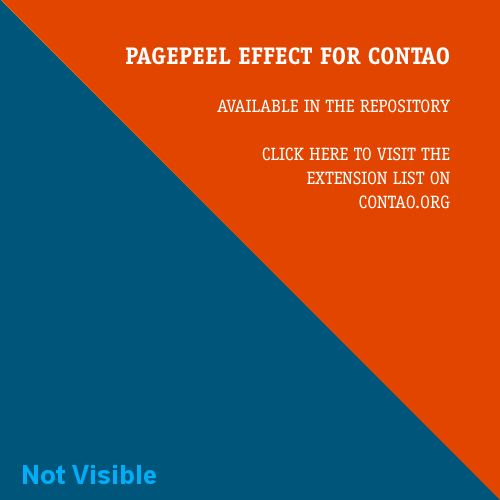 PAGEPEEL EFFECT FOR CONTAO
AVAILABLE IN THE REPOSITORY
CLICK HERE TO VISIT THE
EXTENSION LIST ON
CONTAO.ORG
Not Visible